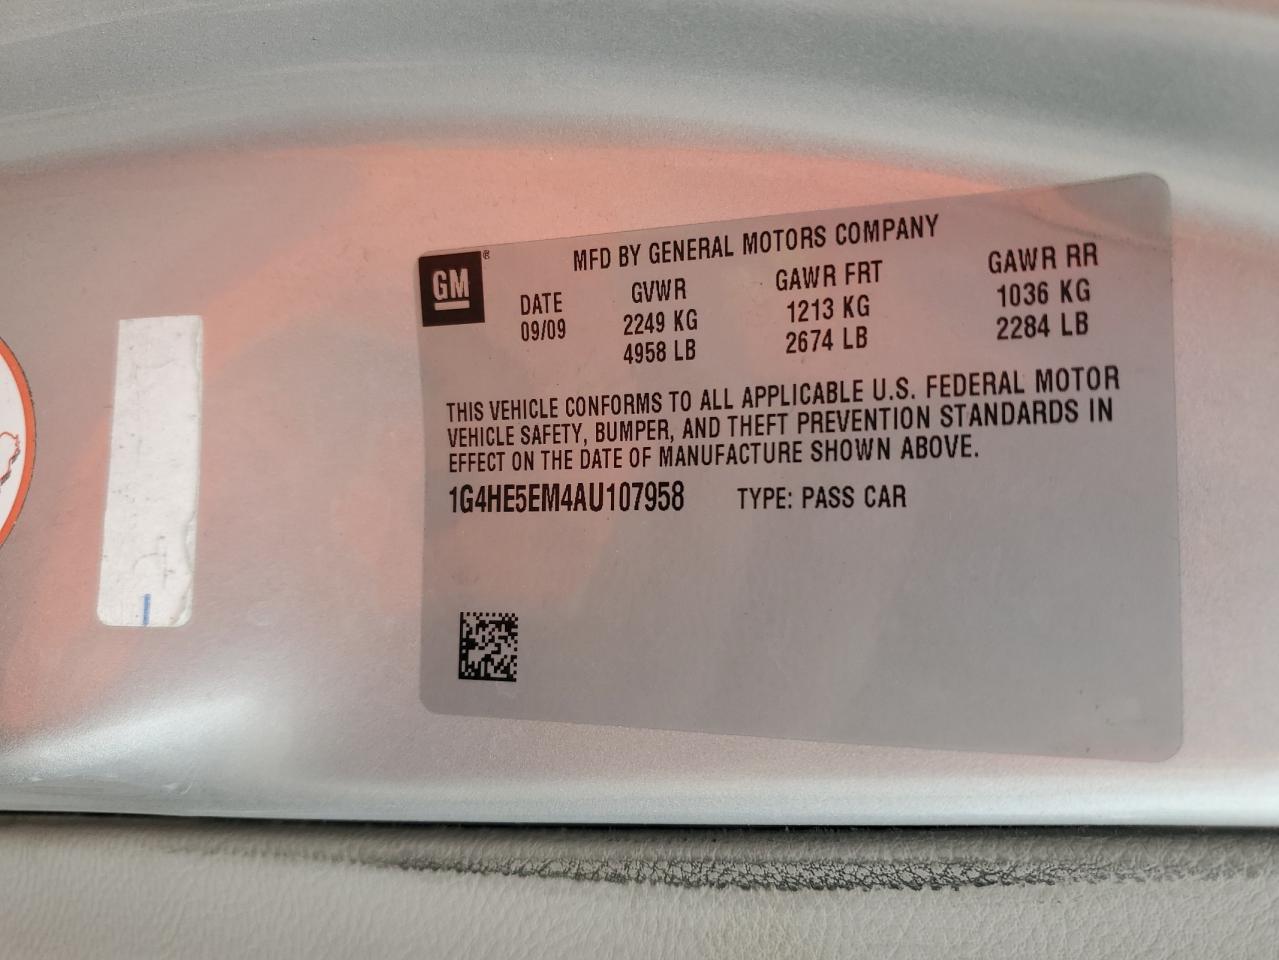 GM®
MFD BY GENERAL MOTORS COMPANY
DATE GVWR GAWR FRT GAWR RR
09/09 2249 KG 1213 KG 1036 KG
4958 LB 2674 LB 2284 LB
THIS VEHICLE CONFORMS TO ALL APPLICABLE U.S. FEDERAL MOTOR
VEHICLE SAFETY, BUMPER, AND THEFT PREVENTION STANDARDS IN
EFFECT ON THE DATE OF MANUFACTURE SHOWN ABOVE.
1G4HE5EM4AU107958 TYPE: PASS CAR